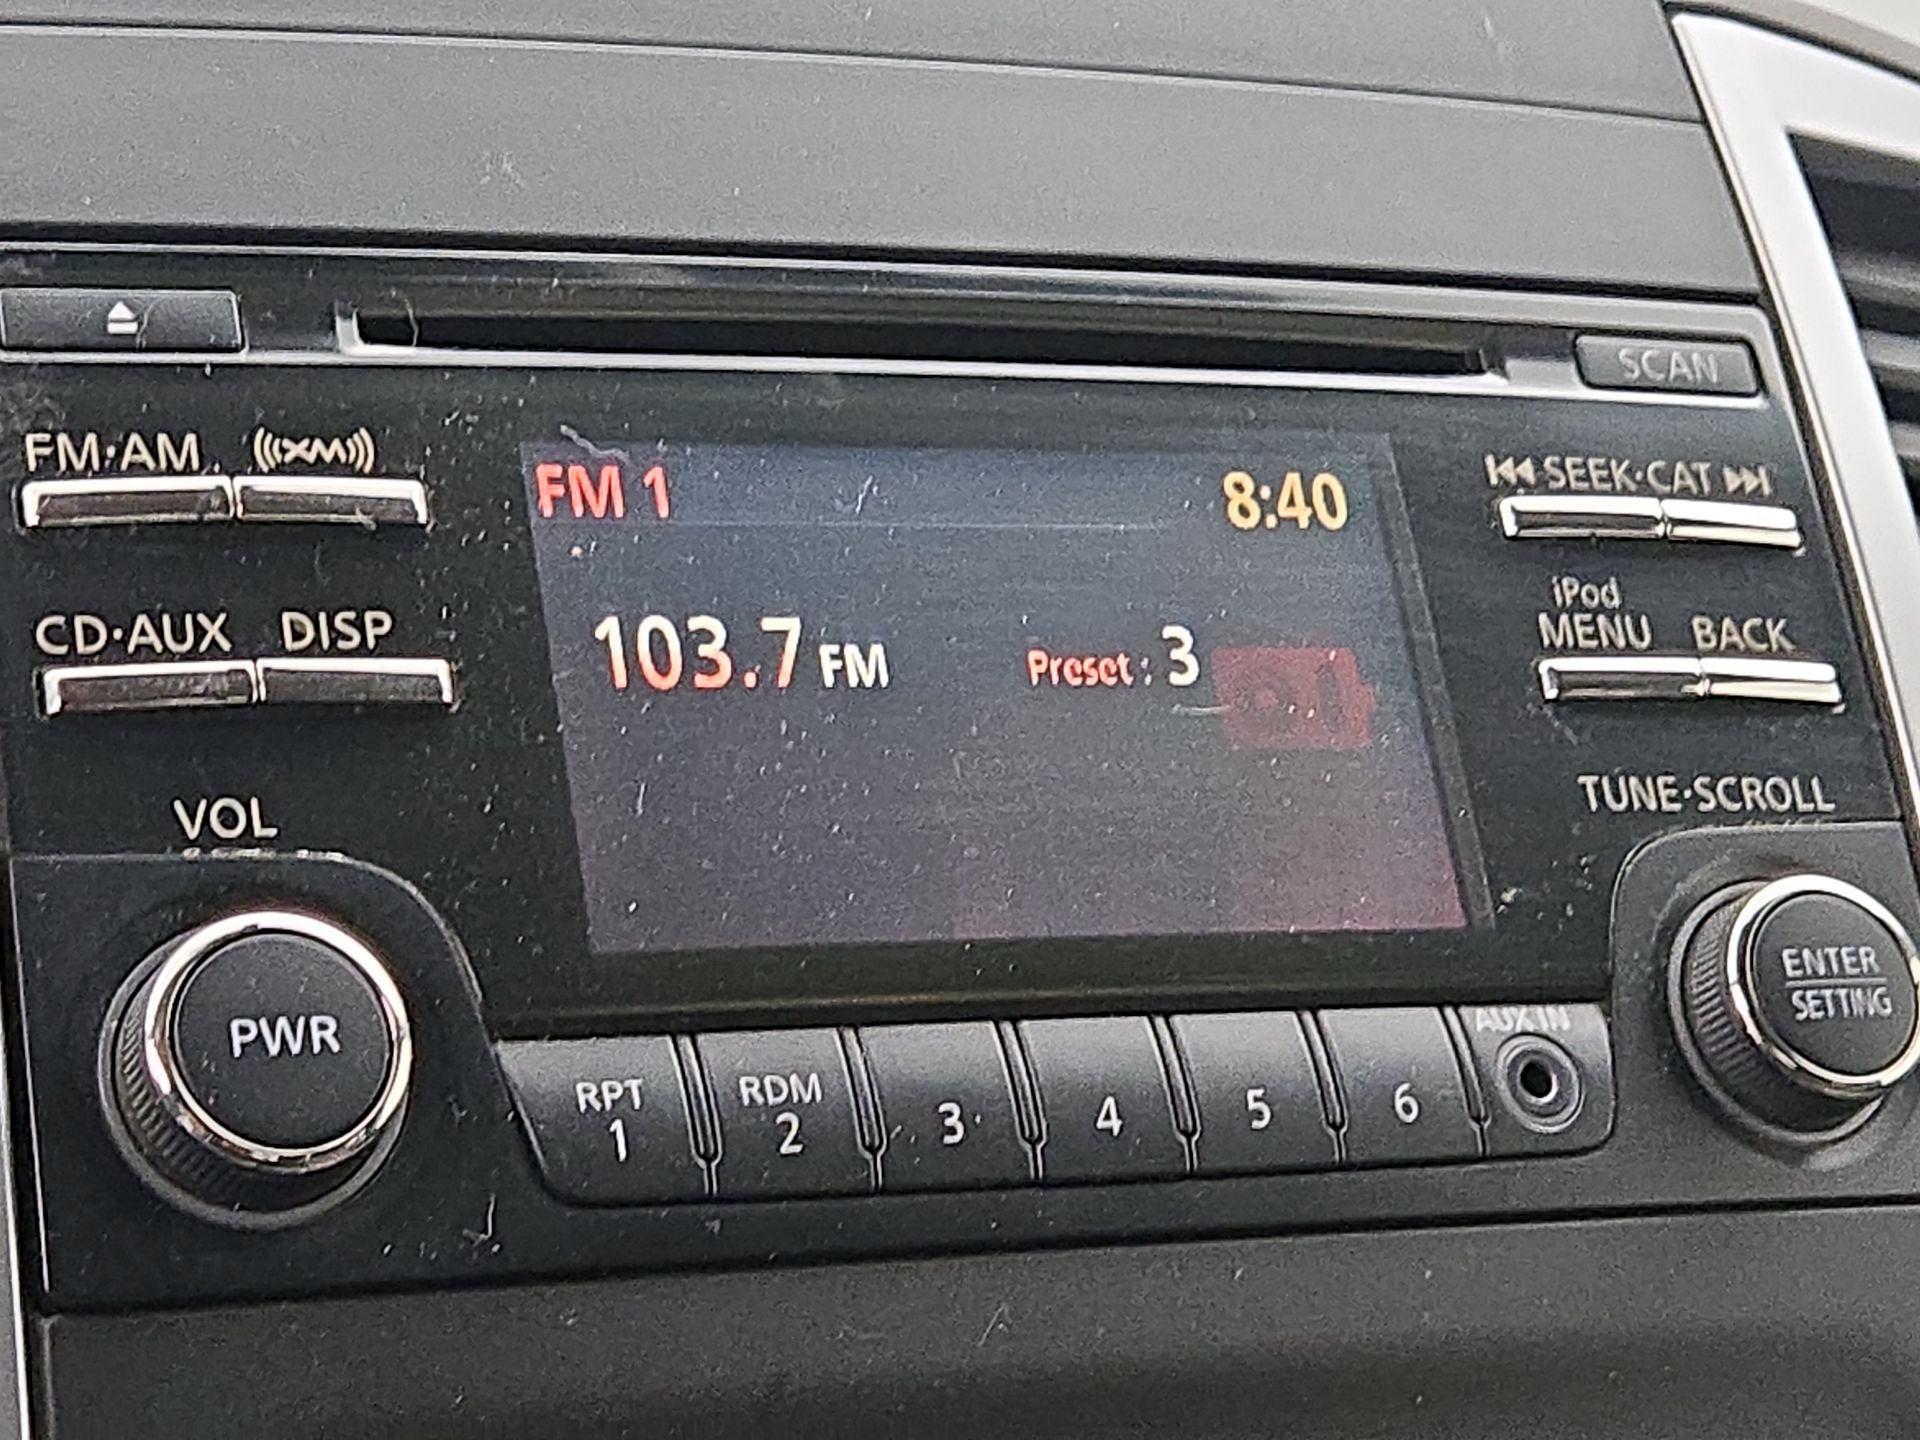 SCAN
FM·AM
((XM))
SEEK·CAT
FM 1
8:40
CD·AUX
DISP
iPod
MENU
BACK
103.7 FM
Preset: 3
VOL
TUNE·SCROLL
PWR
ENTER
SETTING
AUX IN
RPT
1
RDM
2
3
4
5
6